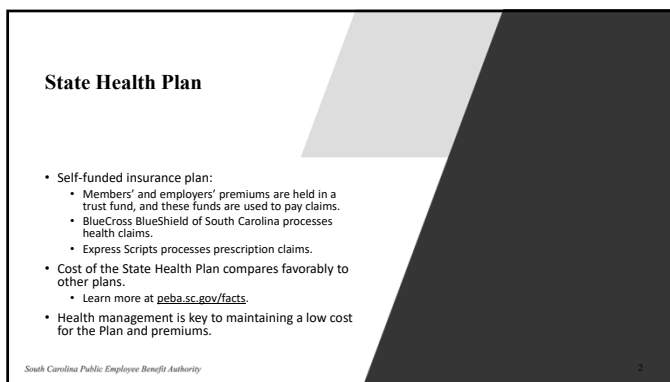 State Health Plan
• Self-funded insurance plan:
• Members’ and employers’ premiums are held in a
trust fund, and these funds are used to pay claims.
• BlueCross BlueShield of South Carolina processes
health claims.
• Express Scripts processes prescription claims.
• Cost of the State Health Plan compares favorably to
other plans.
• Learn more at peba.sc.gov/facts.
• Health management is key to maintaining a low cost
for the Plan and premiums.
South Carolina Public Employee Benefit Authority
2